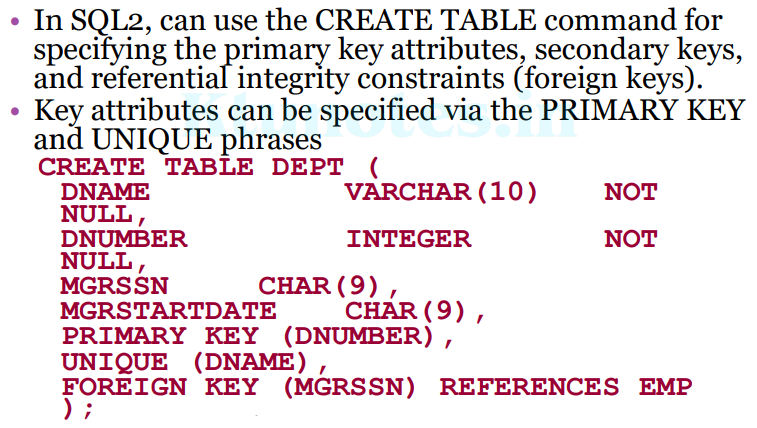 • In SQL2, can use the CREATE TABLE command for
specifying the primary key attributes, secondary keys,
and referential integrity constraints (foreign keys).
• Key attributes can be specified via the PRIMARY KEY
and UNIQUE phrases
CREATE TABLE DEPT (
DNAME VARCHAR(10) NOT
NULL,
DNUMBER INTEGER NOT
NULL,
MGRSSN CHAR(9),
MGRSTARTDATE CHAR(9),
PRIMARY KEY (DNUMBER),
UNIQUE (DNAME),
FOREIGN KEY (MGRSSN) REFERENCES EMP
);